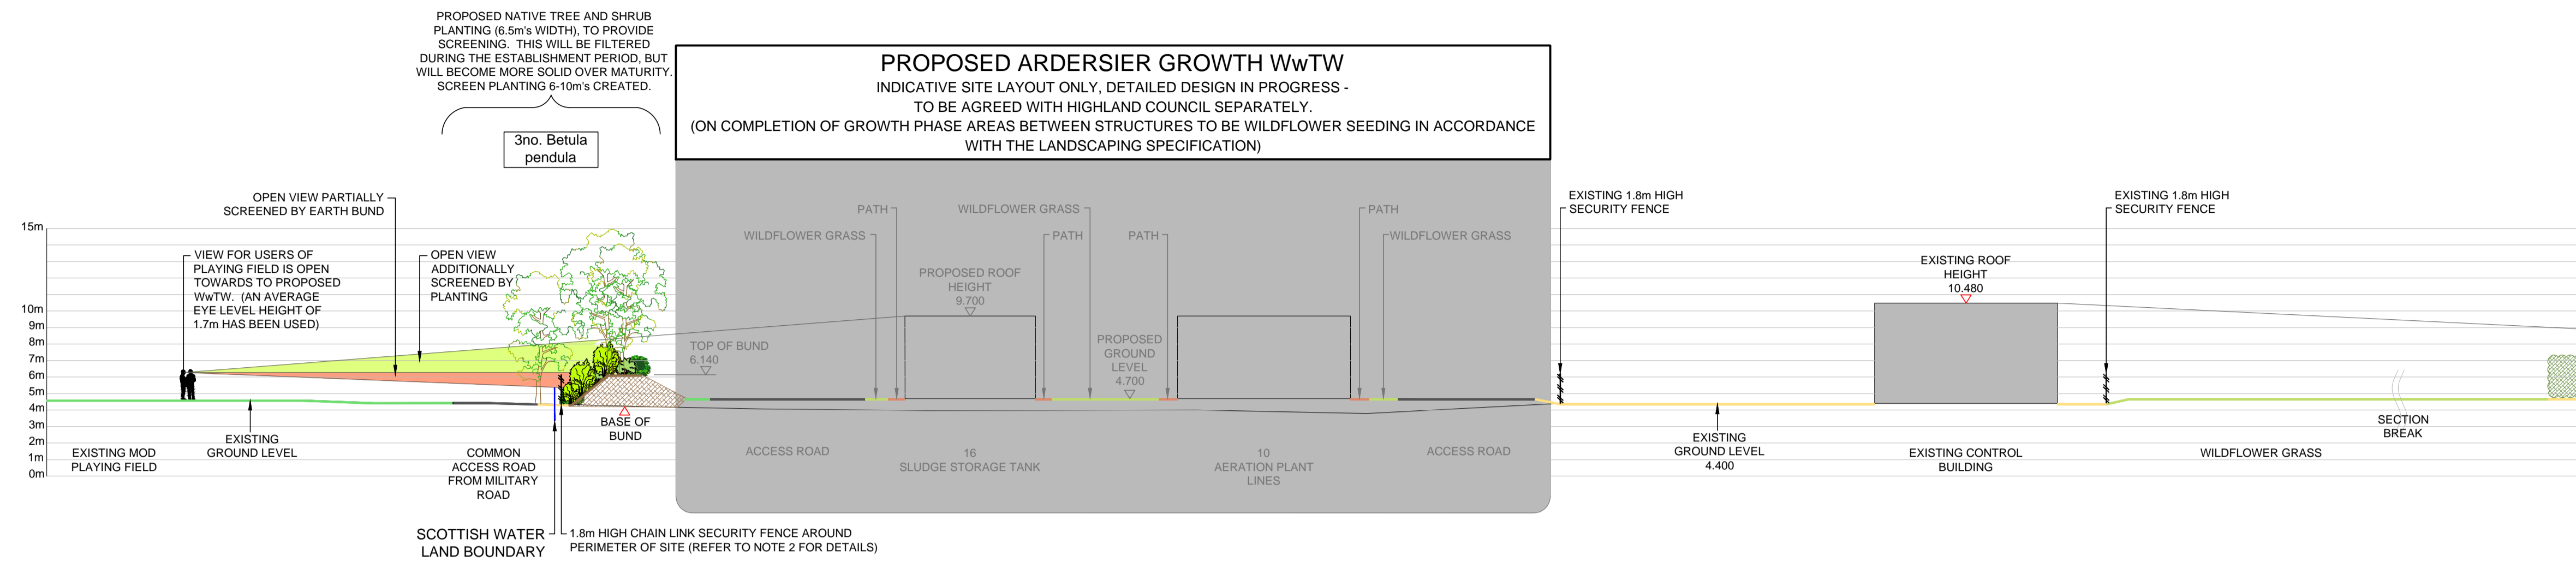 PROPOSED NATIVE TREE AND SHRUB
PLANTING (6.5m's WIDTH), TO PROVIDE
SCREENING.  THIS WILL BE FILTERED
DURING THE ESTABLISHMENT PERIOD, BUT
WILL BECOME MORE SOLID OVER MATURITY.
SCREEN PLANTING 6-10m's CREATED.
3no. Betula
pendula
PROPOSED ARDERSIER GROWTH WwTW
INDICATIVE SITE LAYOUT ONLY, DETAILED DESIGN IN PROGRESS -
TO BE AGREED WITH HIGHLAND COUNCIL SEPARATELY.
(ON COMPLETION OF GROWTH PHASE AREAS BETWEEN STRUCTURES TO BE WILDFLOWER SEEDING IN ACCORDANCE
WITH THE LANDSCAPING SPECIFICATION)
OPEN VIEW PARTIALLY
SCREENED BY EARTH BUND
VIEW FOR USERS OF
PLAYING FIELD IS OPEN
TOWARDS TO PROPOSED
WwTW.  (AN AVERAGE
EYE LEVEL HEIGHT OF
1.7m HAS BEEN USED)
OPEN VIEW
ADDITIONALLY
SCREENED BY
PLANTING
15m
10m
9m
8m
7m
6m
5m
4m
3m
2m
1m
0m
EXISTING MOD
PLAYING FIELD
EXISTING
GROUND LEVEL
COMMON
ACCESS ROAD
FROM MILITARY
ROAD
SCOTTISH WATER
LAND BOUNDARY
1.8m HIGH CHAIN LINK SECURITY FENCE AROUND
PERIMETER OF SITE (REFER TO NOTE 2 FOR DETAILS)
BASE OF
BUND
TOP OF BUND
6.140
PATH
WILDFLOWER GRASS
WILDFLOWER GRASS
PATH
PATH
PATH
WILDFLOWER GRASS
PROPOSED ROOF
HEIGHT
9.700
PROPOSED
GROUND
LEVEL
4.700
ACCESS ROAD
16
SLUDGE STORAGE TANK
10
AERATION PLANT
LINES
ACCESS ROAD
EXISTING 1.8m HIGH
SECURITY FENCE
EXISTING
GROUND LEVEL
4.400
EXISTING ROOF
HEIGHT
10.480
EXISTING CONTROL
BUILDING
EXISTING 1.8m HIGH
SECURITY FENCE
WILDFLOWER GRASS
SECTION
BREAK